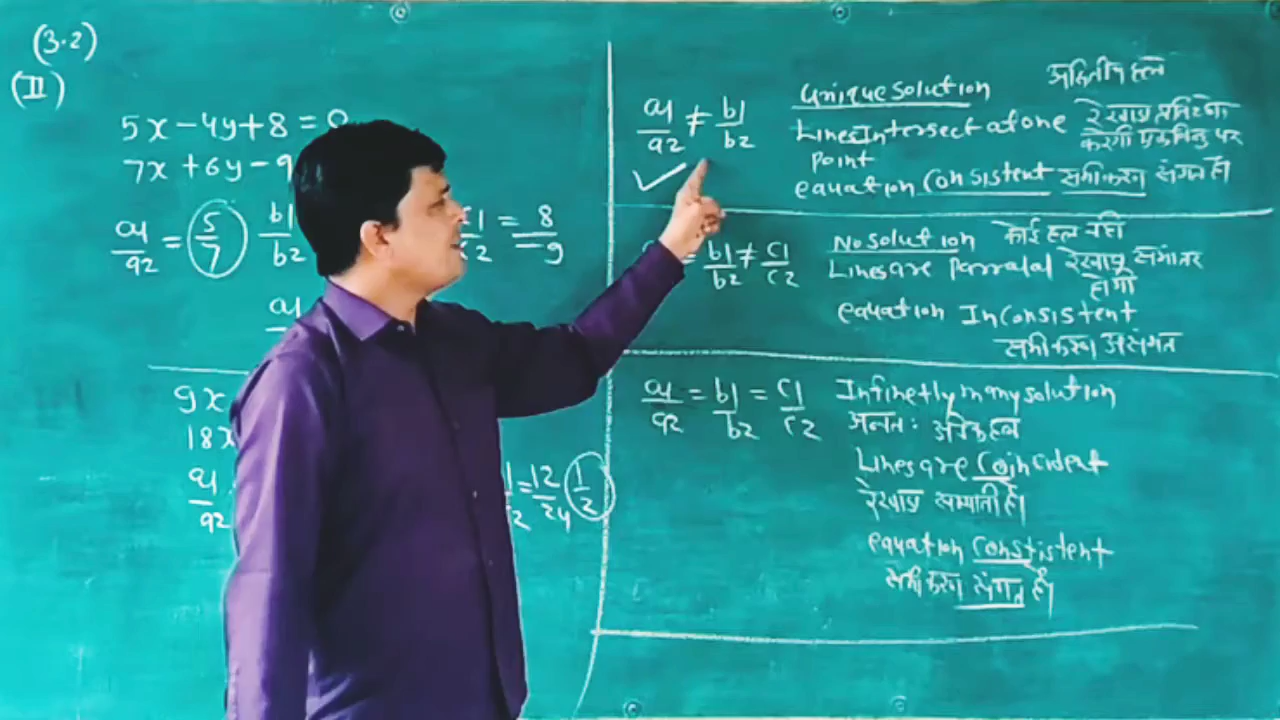 (3.2)
(II)
5x - 4y + 8 = 0
7x + 6y - 9
a1/a2 = 5/7 b1/b2 c1/c2 = 8/-9
a1
9x
18x
a1/a2 12/24 1/2
a1/a2 ≠ b1/b2 ✓
Unique solution अद्वितीय हल
Lines Intersect at one रेखाए प्रतिच्छेद
point करेगी एक बिन्दु पर
equation Consistent समीकरण संगत है।
= b1/b2 ≠ c1/c2
No solution कोई हल नही
Lines are parralal रेखाए समांतर
होगी
equation InConsistent
समीकरण असंगत
a1/a2 = b1/b2 = c1/c2 Infinetly many solution
अनतः अनेक हल
Lines are Coincident
रेखाए सम्पाती है।
equation Constistent
समीकरण संगत है।